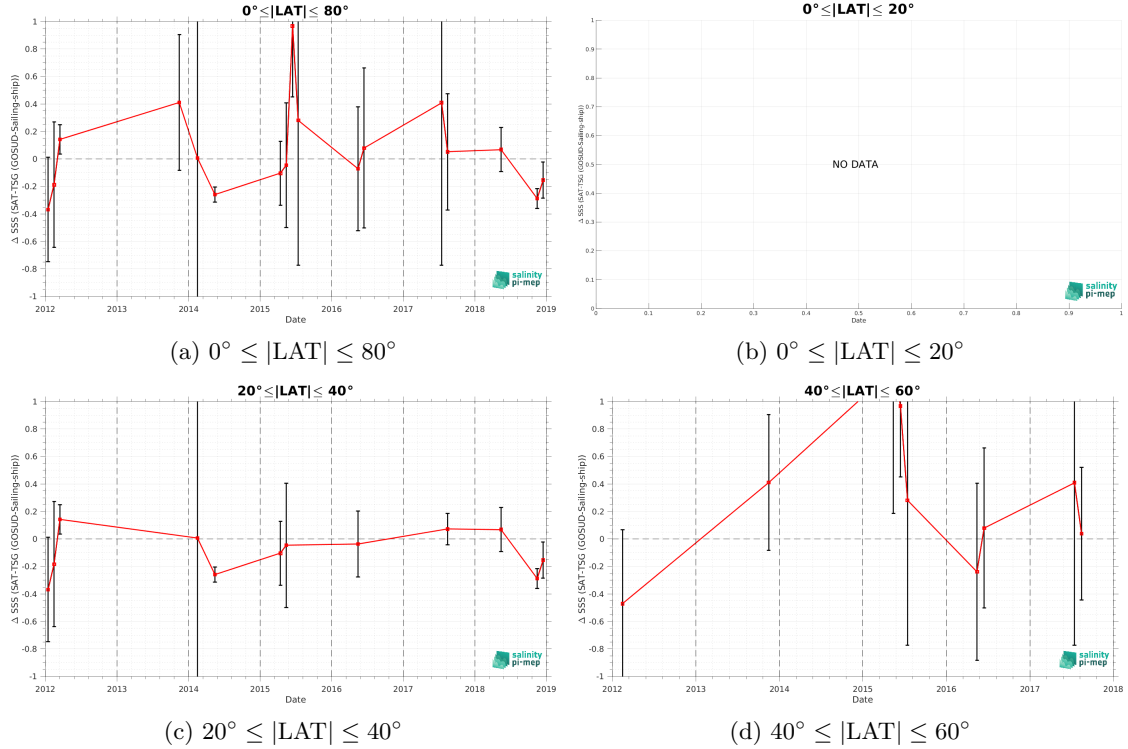 0°≤|LAT|≤ 80°
Δ SSS (SAT-TSG (GOSUD-Sailing-ship))
1
0.8
0.6
0.4
0.2
0
-0.2
-0.4
-0.6
-0.8
-1
2012 2013 2014 2015 2016 2017 2018 2019
Date
salinity
pi-mep
(a) 0° ≤ |LAT| ≤ 80°
0°≤|LAT|≤ 20°
Δ SSS (SAT-TSG (GOSUD-Sailing-ship))
1
0.9
0.8
0.7
0.6
0.5
0.4
0.3
0.2
0.1
0
NO DATA
0 0.1 0.2 0.3 0.4 0.5 0.6 0.7 0.8 0.9 1
Date
salinity
pi-mep
(b) 0° ≤ |LAT| ≤ 20°
20°≤|LAT|≤ 40°
Δ SSS (SAT-TSG (GOSUD-Sailing-ship))
1
0.8
0.6
0.4
0.2
0
-0.2
-0.4
-0.6
-0.8
-1
2012 2013 2014 2015 2016 2017 2018 2019
Date
salinity
pi-mep
(c) 20° ≤ |LAT| ≤ 40°
40°≤|LAT|≤ 60°
Δ SSS (SAT-TSG (GOSUD-Sailing-ship))
1
0.8
0.6
0.4
0.2
0
-0.2
-0.4
-0.6
-0.8
-1
2012 2013 2014 2015 2016 2017 2018
Date
salinity
pi-mep
(d) 40° ≤ |LAT| ≤ 60°